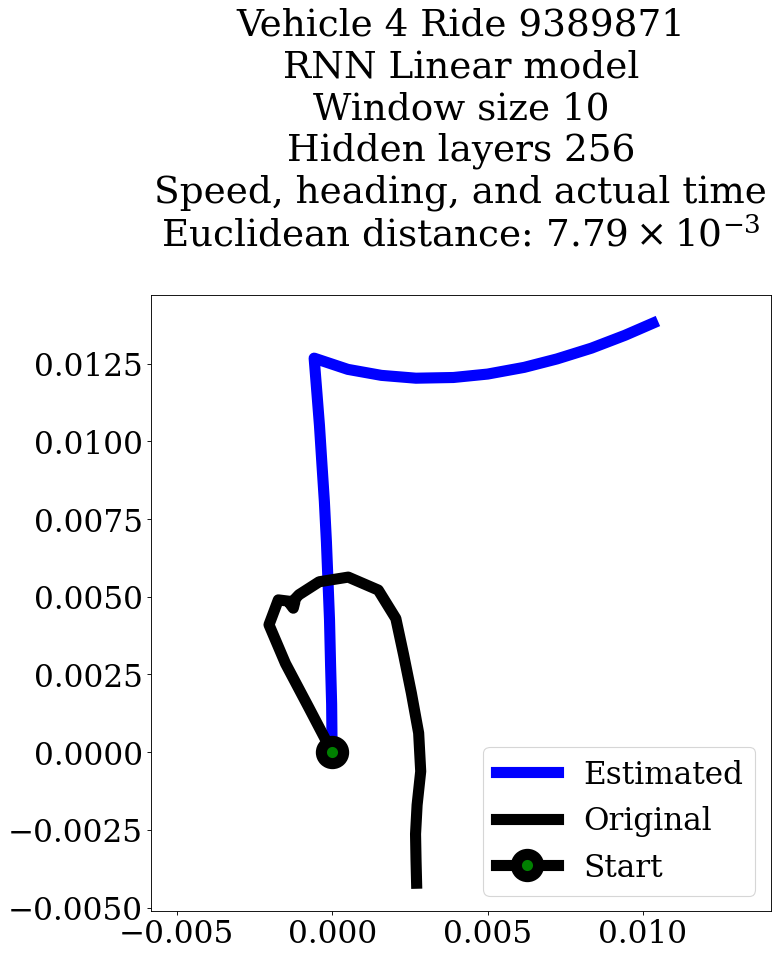 Vehicle 4 Ride 9389871
RNN Linear model
Window size 10
Hidden layers 256
Speed, heading, and actual time
Euclidean distance: 7.79 × 10⁻³
0.0125
0.0100
0.0075
0.0050
0.0025
0.0000
−0.0025
−0.0050
Estimated
Original
Start
−0.005 0.000 0.005 0.010